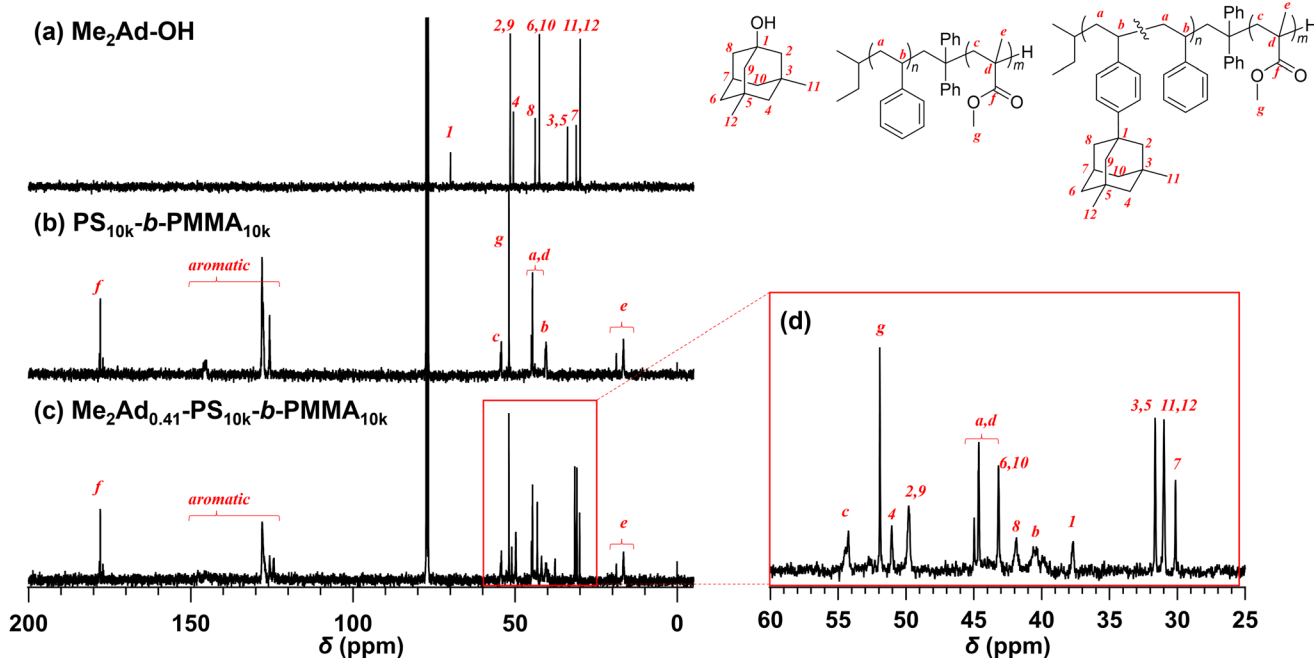 (a) Me₂Ad-OH
1
2,9
4
8
6,10
3,5
7
11,12
OH
1
2
3
4
5
6
7
8
9
10
11
12
a
b
n
Ph
Ph
c
d
e
m
H
f
O
O
g
a
b
a
b
n
Ph
Ph
c
d
e
m
H
f
O
O
g
1
2
3
4
5
6
7
8
9
10
11
12
(b) PS₁₀ₖ-b-PMMA₁₀ₖ
f
aromatic
g
c
a,d
b
e
(c) Me₂Ad₀.₄₁-PS₁₀ₖ-b-PMMA₁₀ₖ
f
aromatic
e
200 150 100 50 0
δ (ppm)
(d)
c
g
4
2,9
a,d
6,10
8
b
1
3,5
11,12
7
60 55 50 45 40 35 30 25
δ (ppm)